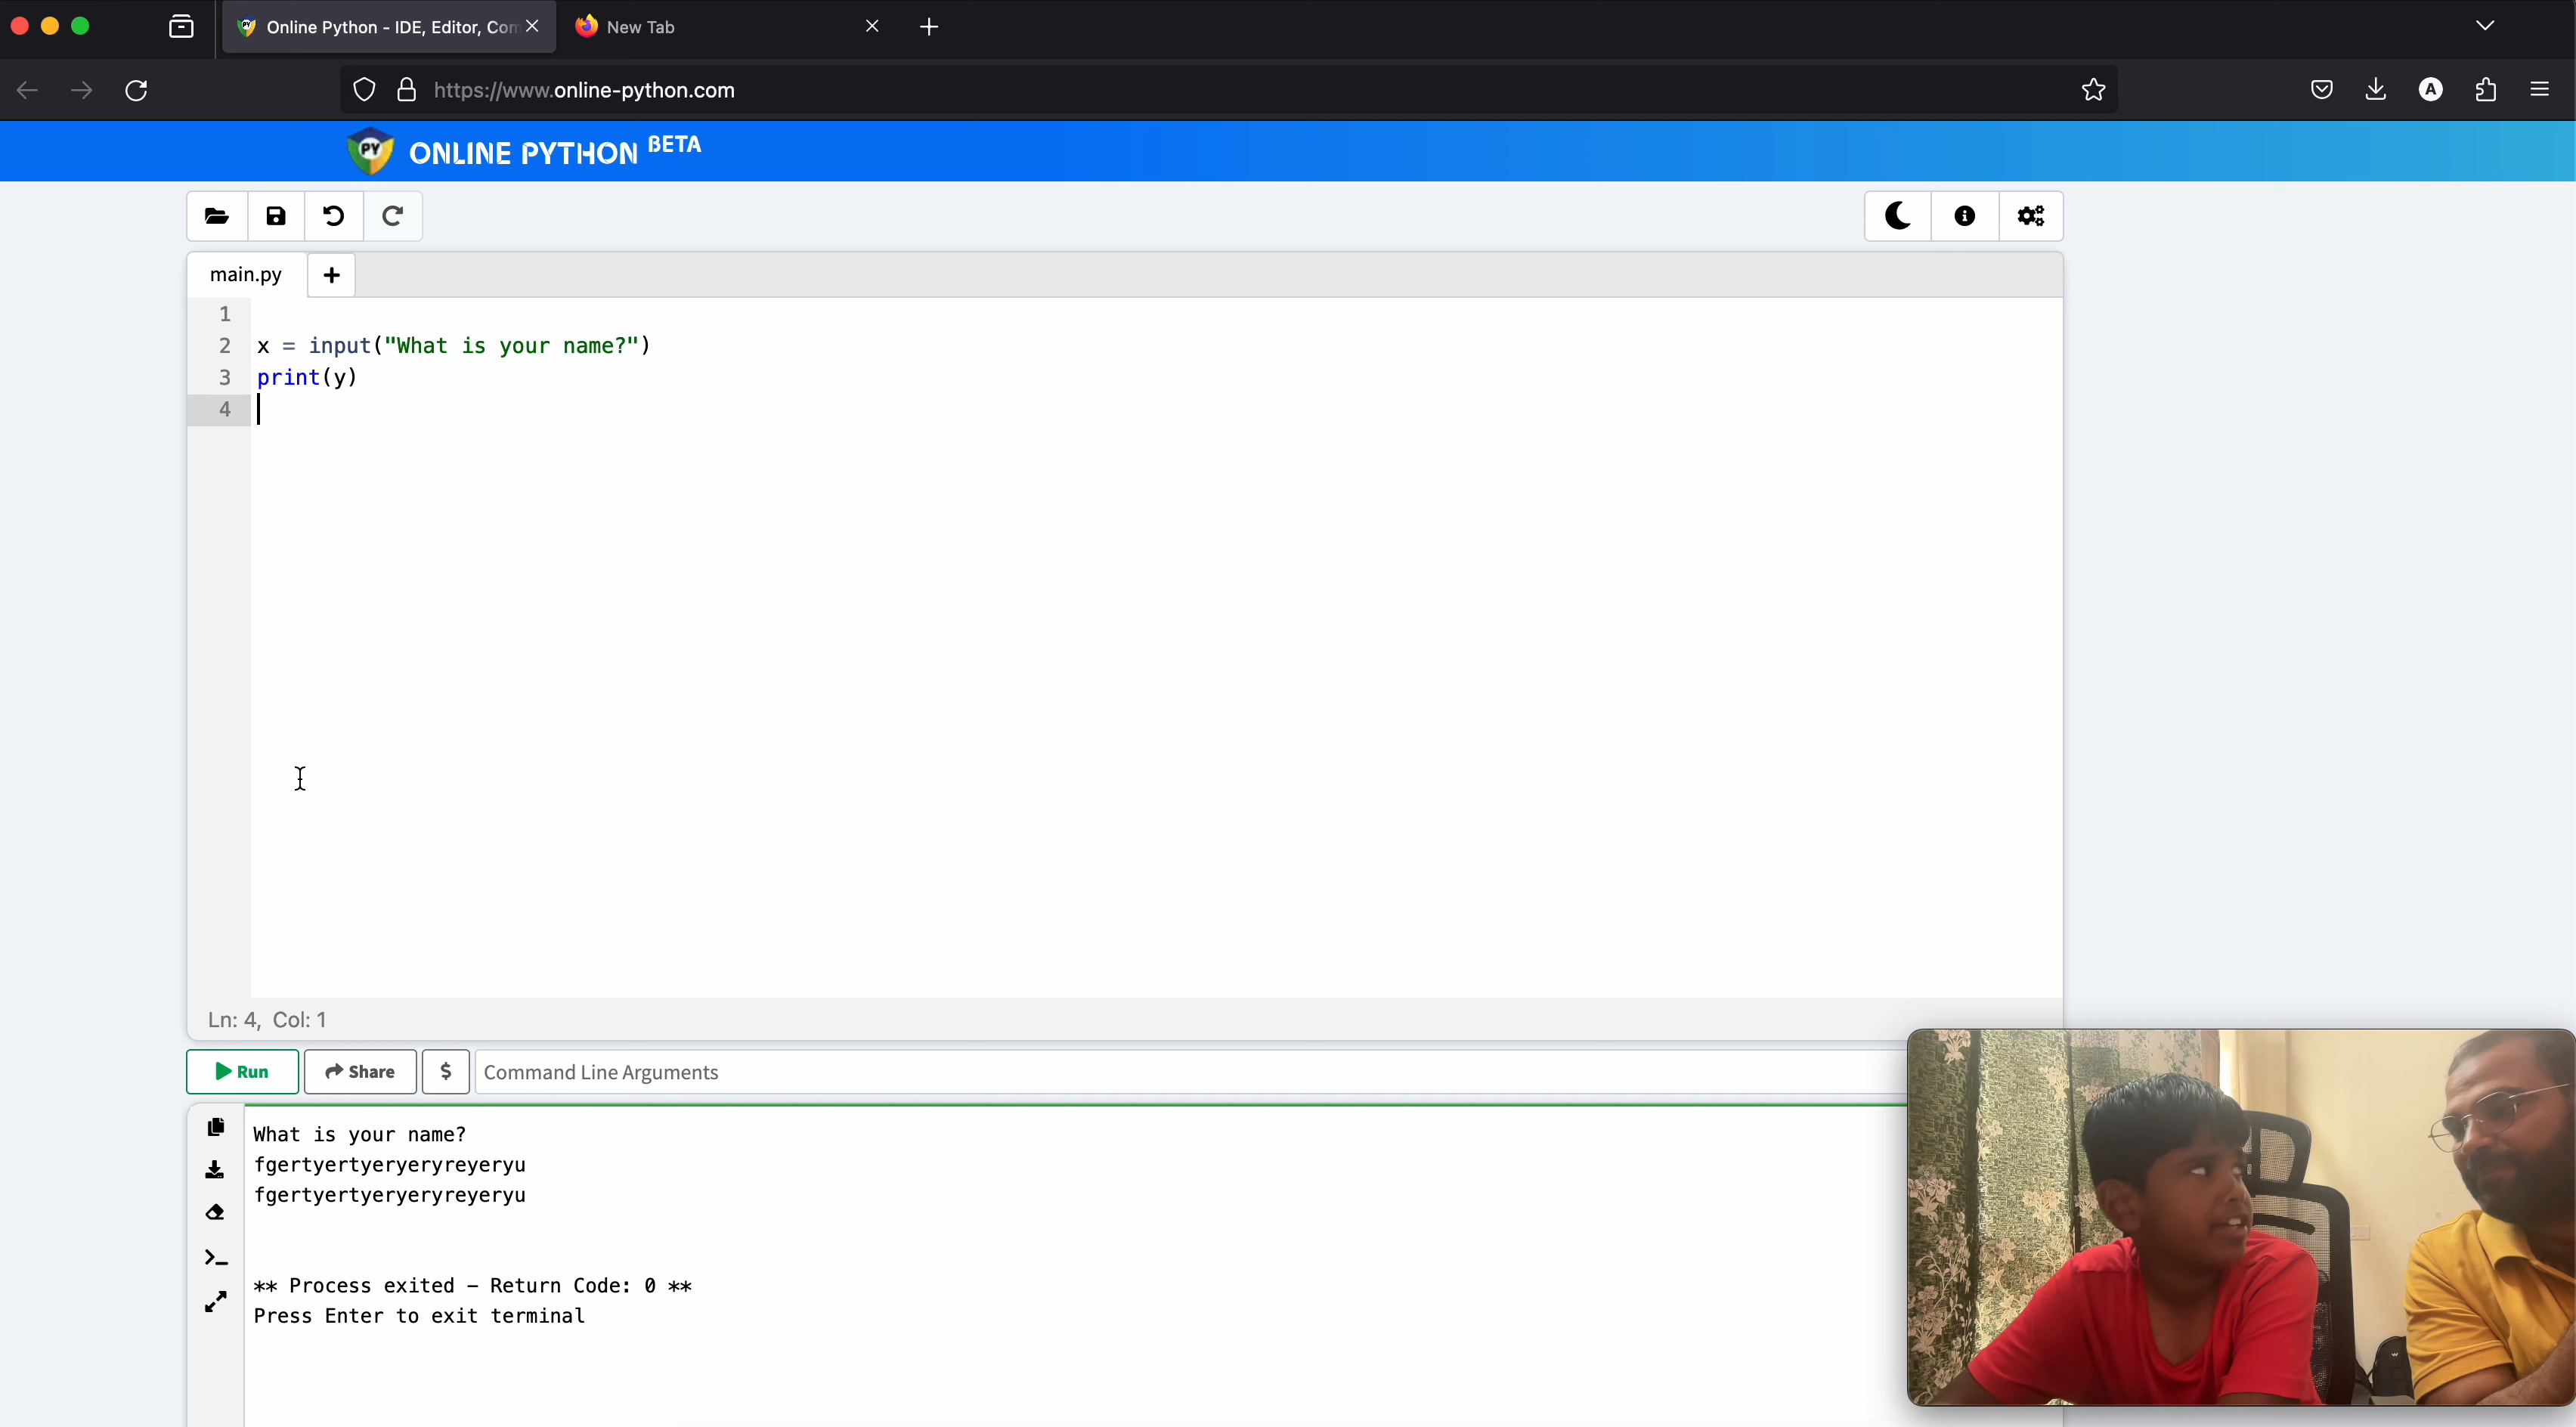 Online Python - IDE, Editor, Com
New Tab
https://www.online-python.com
A
PY ONLINE PYTHON BETA
main.py
1
2 x = input("What is your name?")
3 print(y)
4
Ln: 4, Col: 1
Run
Share
$
Command Line Arguments
What is your name?
fgertyertyeryeryreyeryu
fgertyertyeryeryreyeryu
** Process exited - Return Code: 0 **
Press Enter to exit terminal